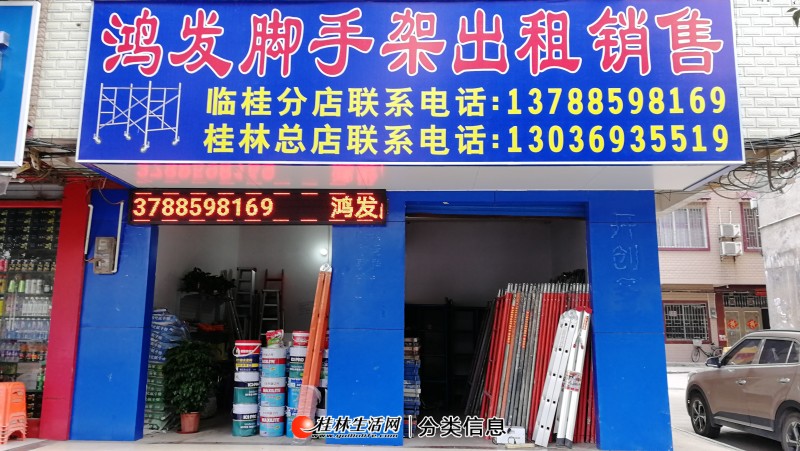 鸿发脚手架出租销售
临桂分店联系电话:13788598169
桂林总店联系电话:13036935519
3788598169 鸿发
开创
桂林生活网 | 分类信息